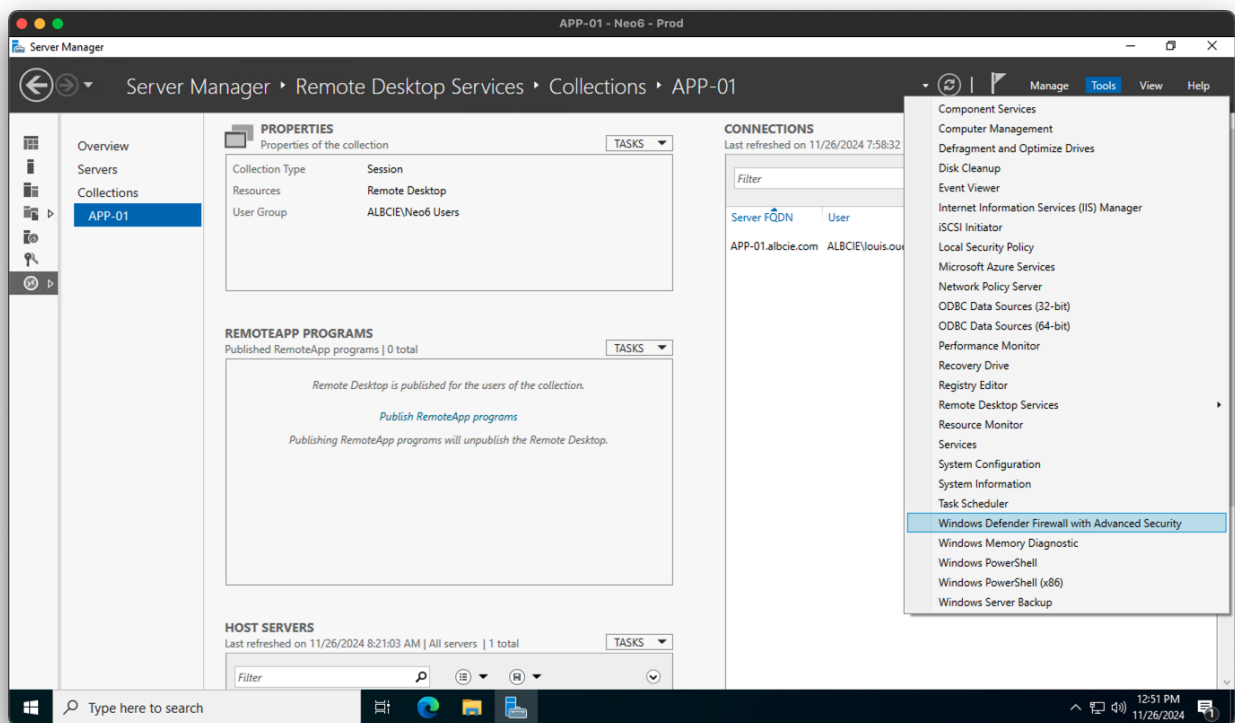 APP-01 - Neo6 - Prod
Server Manager
Server Manager ‣ Remote Desktop Services ‣ Collections ‣ APP-01
Manage Tools View Help
Overview
Servers
Collections
APP-01
PROPERTIES
Properties of the collection
TASKS
Collection Type Session
Resources Remote Desktop
User Group ALBCIE\Neo6 Users
REMOTEAPP PROGRAMS
Published RemoteApp programs | 0 total
TASKS
Remote Desktop is published for the users of the collection.
Publish RemoteApp programs
Publishing RemoteApp programs will unpublish the Remote Desktop.
HOST SERVERS
Last refreshed on 11/26/2024 8:21:03 AM | All servers | 1 total
TASKS
Filter
CONNECTIONS
Last refreshed on 11/26/2024 7:58:32
Filter
Server FQDN User
APP-01.albcie.com ALBCIE\louis.oue
Component Services
Computer Management
Defragment and Optimize Drives
Disk Cleanup
Event Viewer
Internet Information Services (IIS) Manager
iSCSI Initiator
Local Security Policy
Microsoft Azure Services
Network Policy Server
ODBC Data Sources (32-bit)
ODBC Data Sources (64-bit)
Performance Monitor
Recovery Drive
Registry Editor
Remote Desktop Services
Resource Monitor
Services
System Configuration
System Information
Task Scheduler
Windows Defender Firewall with Advanced Security
Windows Memory Diagnostic
Windows PowerShell
Windows PowerShell (x86)
Windows Server Backup
Type here to search
12:51 PM
11/26/2024
1